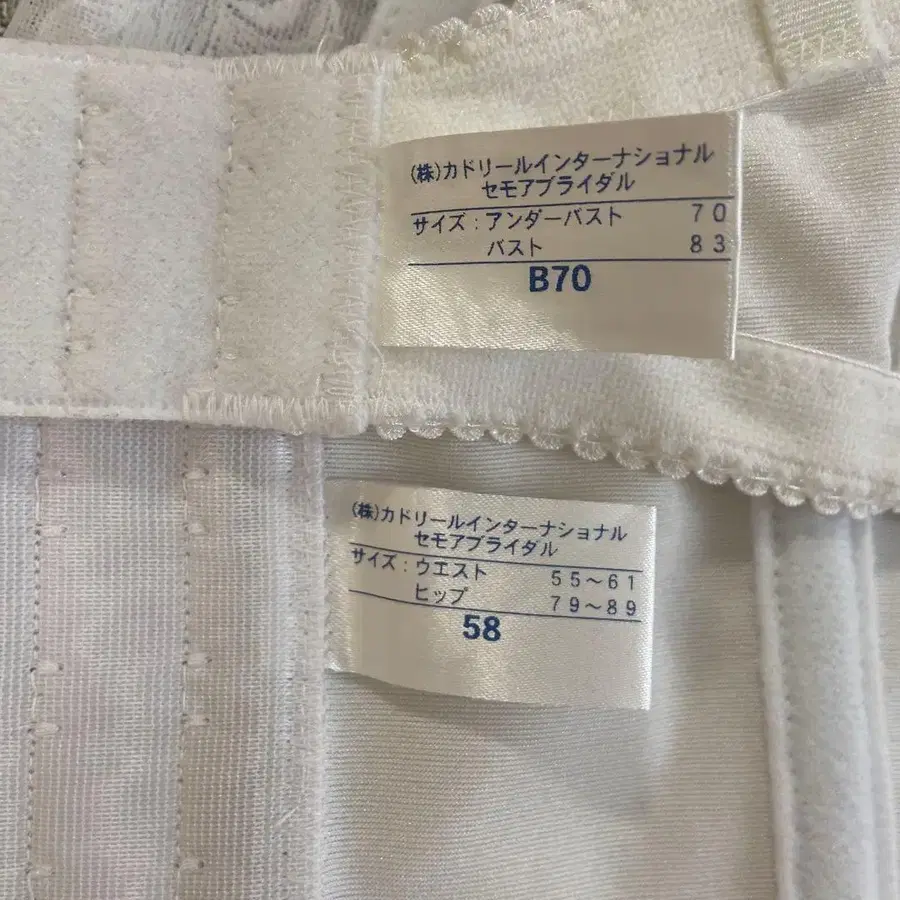 (株)カドリールインターナショナル
セモアブライダル
サイズ：アンダーバスト 70
バスト 83
B70
(株)カドリールインターナショナル
セモアブライダル
サイズ：ウエスト 55～61
ヒップ 79～89
58